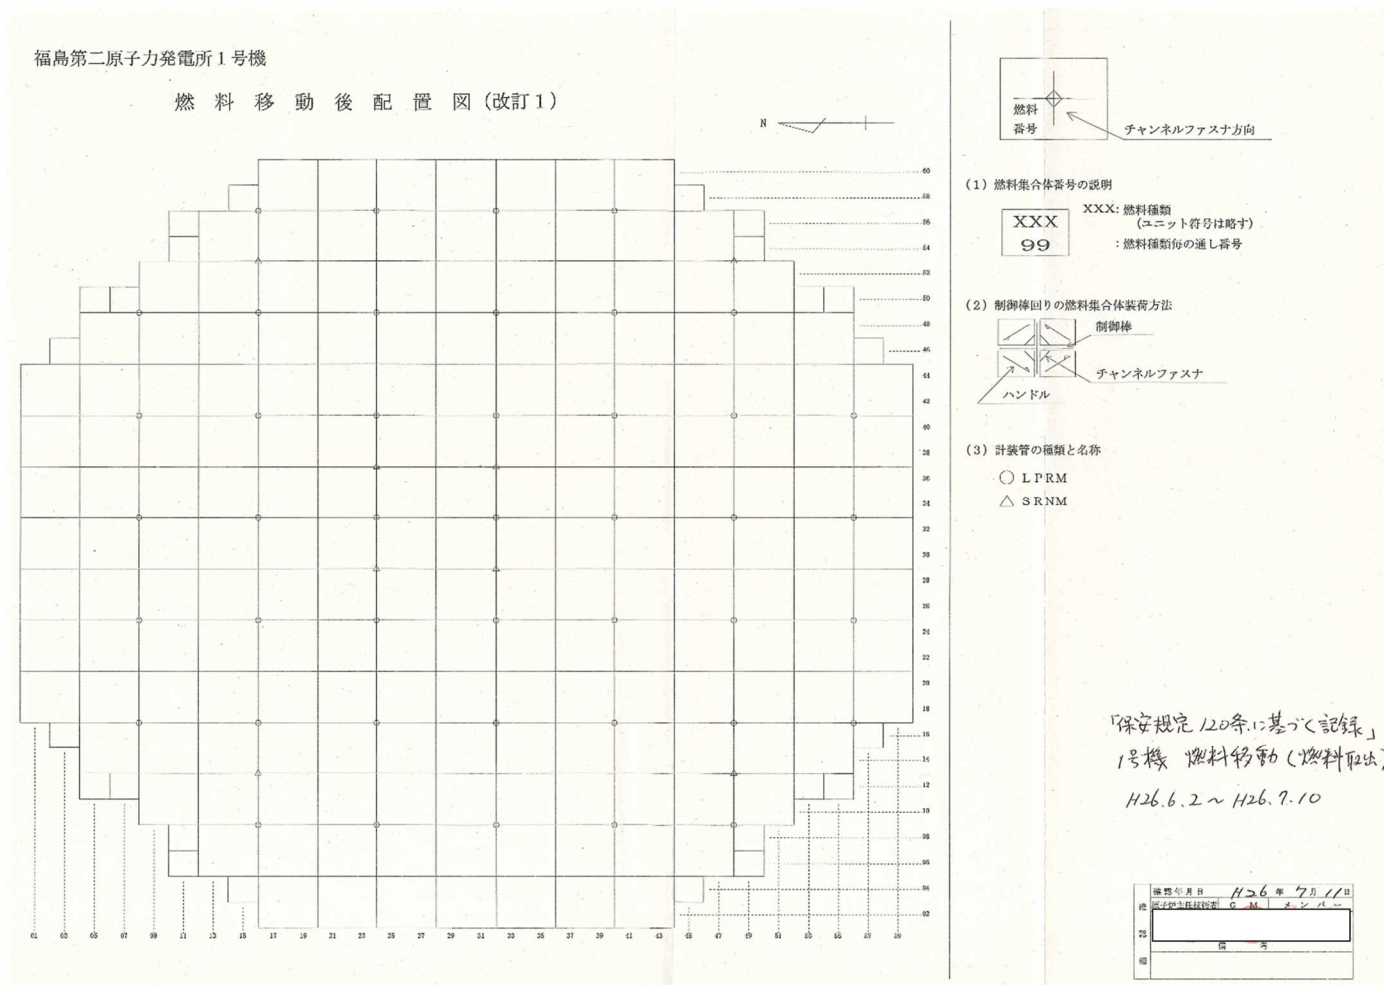 福島第二原子力発電所1号機
燃料移動後配置図(改訂1)
N
60
58
56
54
52
50
48
46
44
42
40
38
36
34
32
30
28
26
24
22
20
18
16
14
12
10
08
06
04
02
01 03 05 07 09 11 13 15 17 19 21 23 25 27 29 31 33 35 37 39 41 43 45 47 49 51 53 55 57 59
燃料
番号
チャンネルファスナ方向
(1)燃料集合体番号の説明
XXX
99
XXX:燃料種類
(ユニット符号は略す)
:燃料種類毎の通し番号
(2)制御棒回りの燃料集合体装荷方法
制御棒
チャンネルファスナ
ハンドル
(3)計装管の種類と名称
○ LPRM
△ SRNM
「保安規定120条に基づく記録」
1号機 燃料移動(燃料取出)
H26.6.2~H26.7.10
確認年月日 H26年7月11日
原子炉主任技術者 GM メンバー
備考